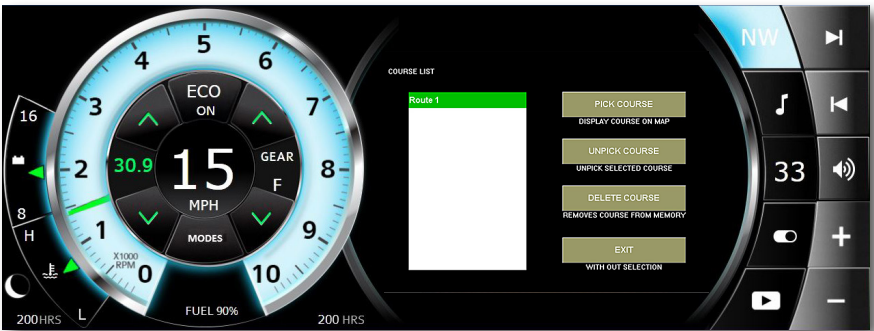 16
8
H
L
200 HRS
0
1
2
3
4
5
6
7
8
9
10
X1000
RPM
ECO
ON
30.9
15
MPH
GEAR
F
MODES
FUEL 90%
200 HRS
COURSE LIST
Route 1
PICK COURSE
DISPLAY COURSE ON MAP
UNPICK COURSE
UNPICK SELECTED COURSE
DELETE COURSE
REMOVES COURSE FROM MEMORY
EXIT
WITH OUT SELECTION
NW
33